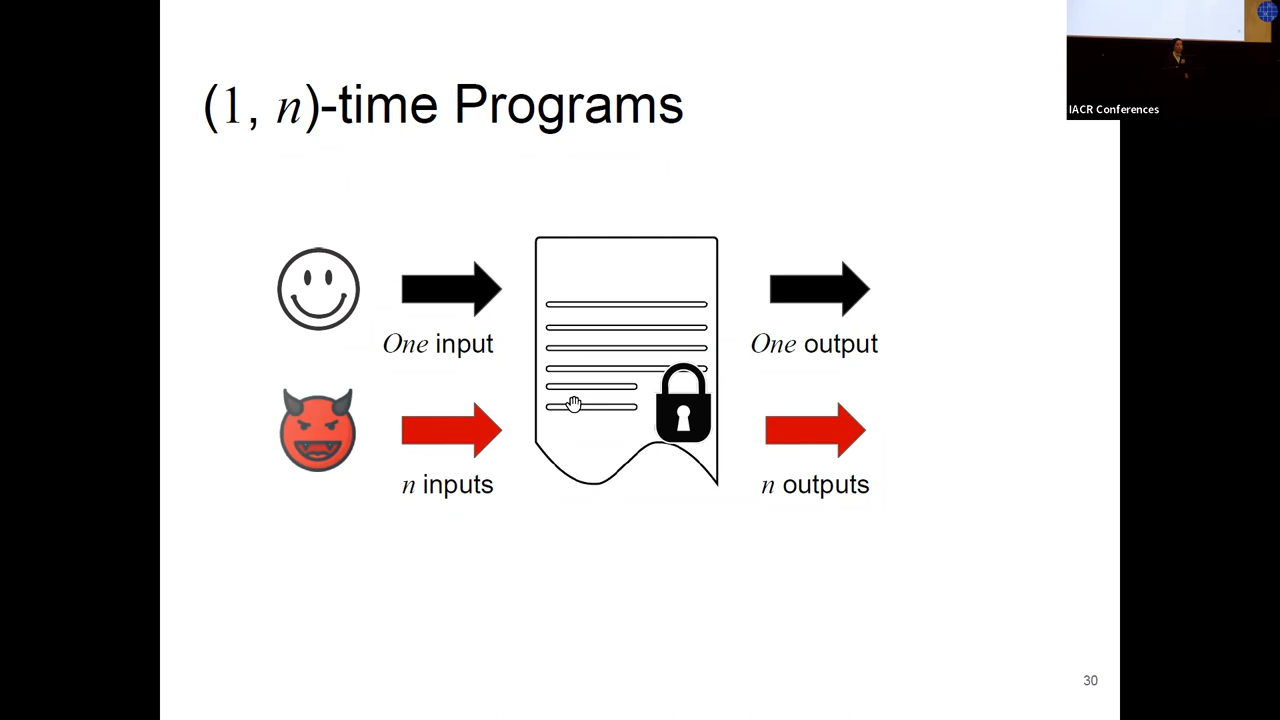 (1, n)-time Programs
IACR Conferences
One input
One output
n inputs
n outputs
30